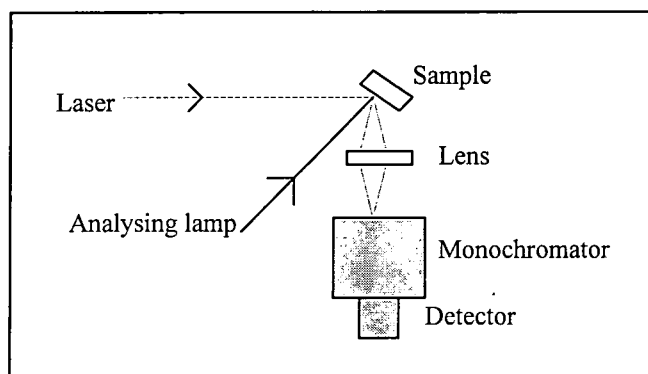 Sample
Laser
Lens
Analysing lamp
Monochromator
Detector